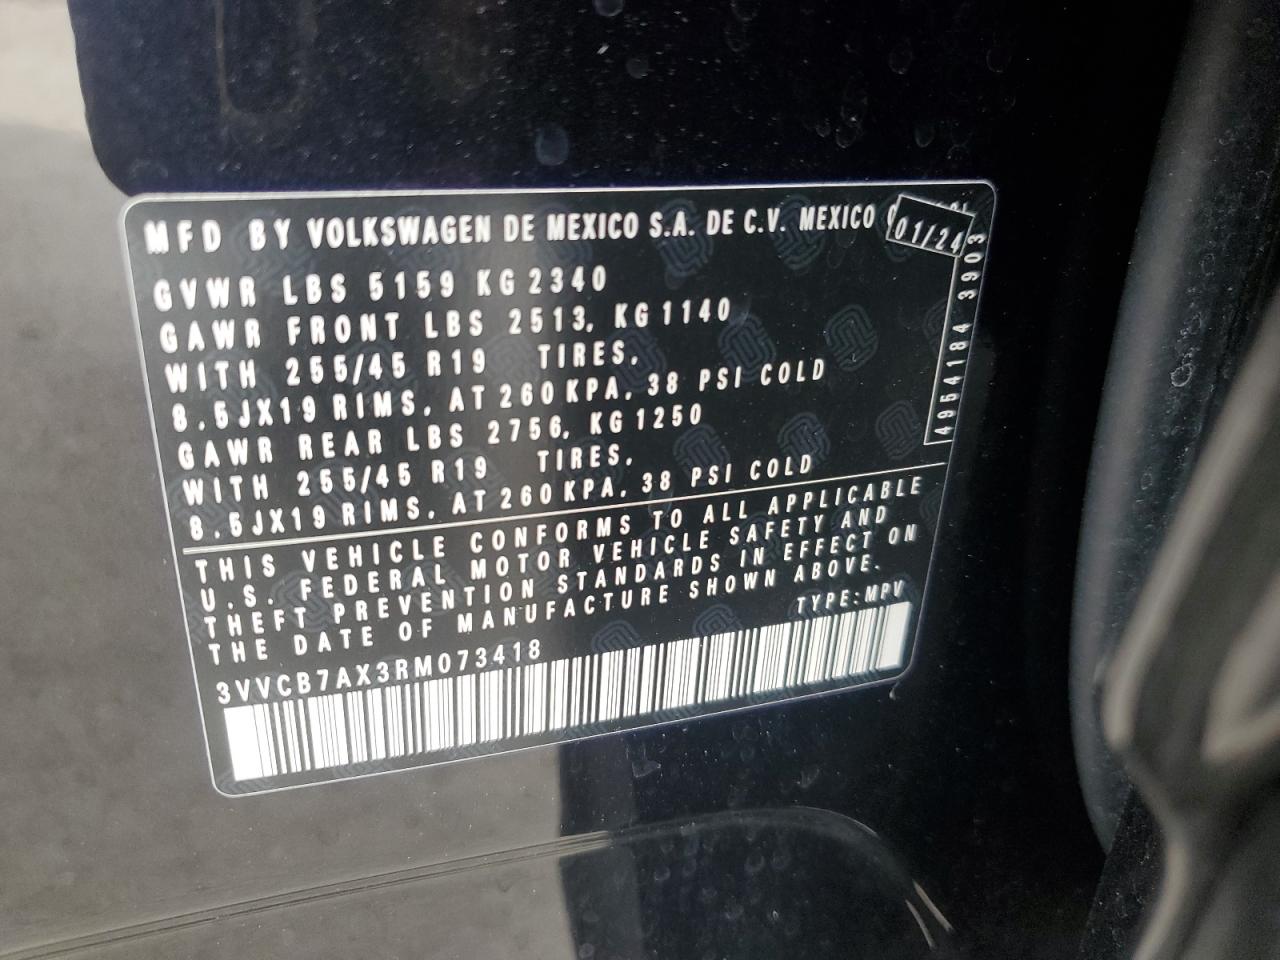 MFD BY VOLKSWAGEN DE MEXICO S.A. DE C.V. MEXICO
01/24
GVWR LBS 5159 KG 2340
GAWR FRONT LBS 2513, KG 1140
WITH 255/45 R19 TIRES,
8.5JX19 RIMS, AT 260 KPA, 38 PSI COLD
GAWR REAR LBS 2756, KG 1250
WITH 255/45 R19 TIRES,
8.5JX19 RIMS, AT 260 KPA, 38 PSI COLD
4954184 3903
THIS VEHICLE CONFORMS TO ALL APPLICABLE
U.S. FEDERAL MOTOR VEHICLE SAFETY AND
THEFT PREVENTION STANDARDS IN EFFECT ON
THE DATE OF MANUFACTURE SHOWN ABOVE.
3VVCB7AX3RM073418 TYPE:MPV